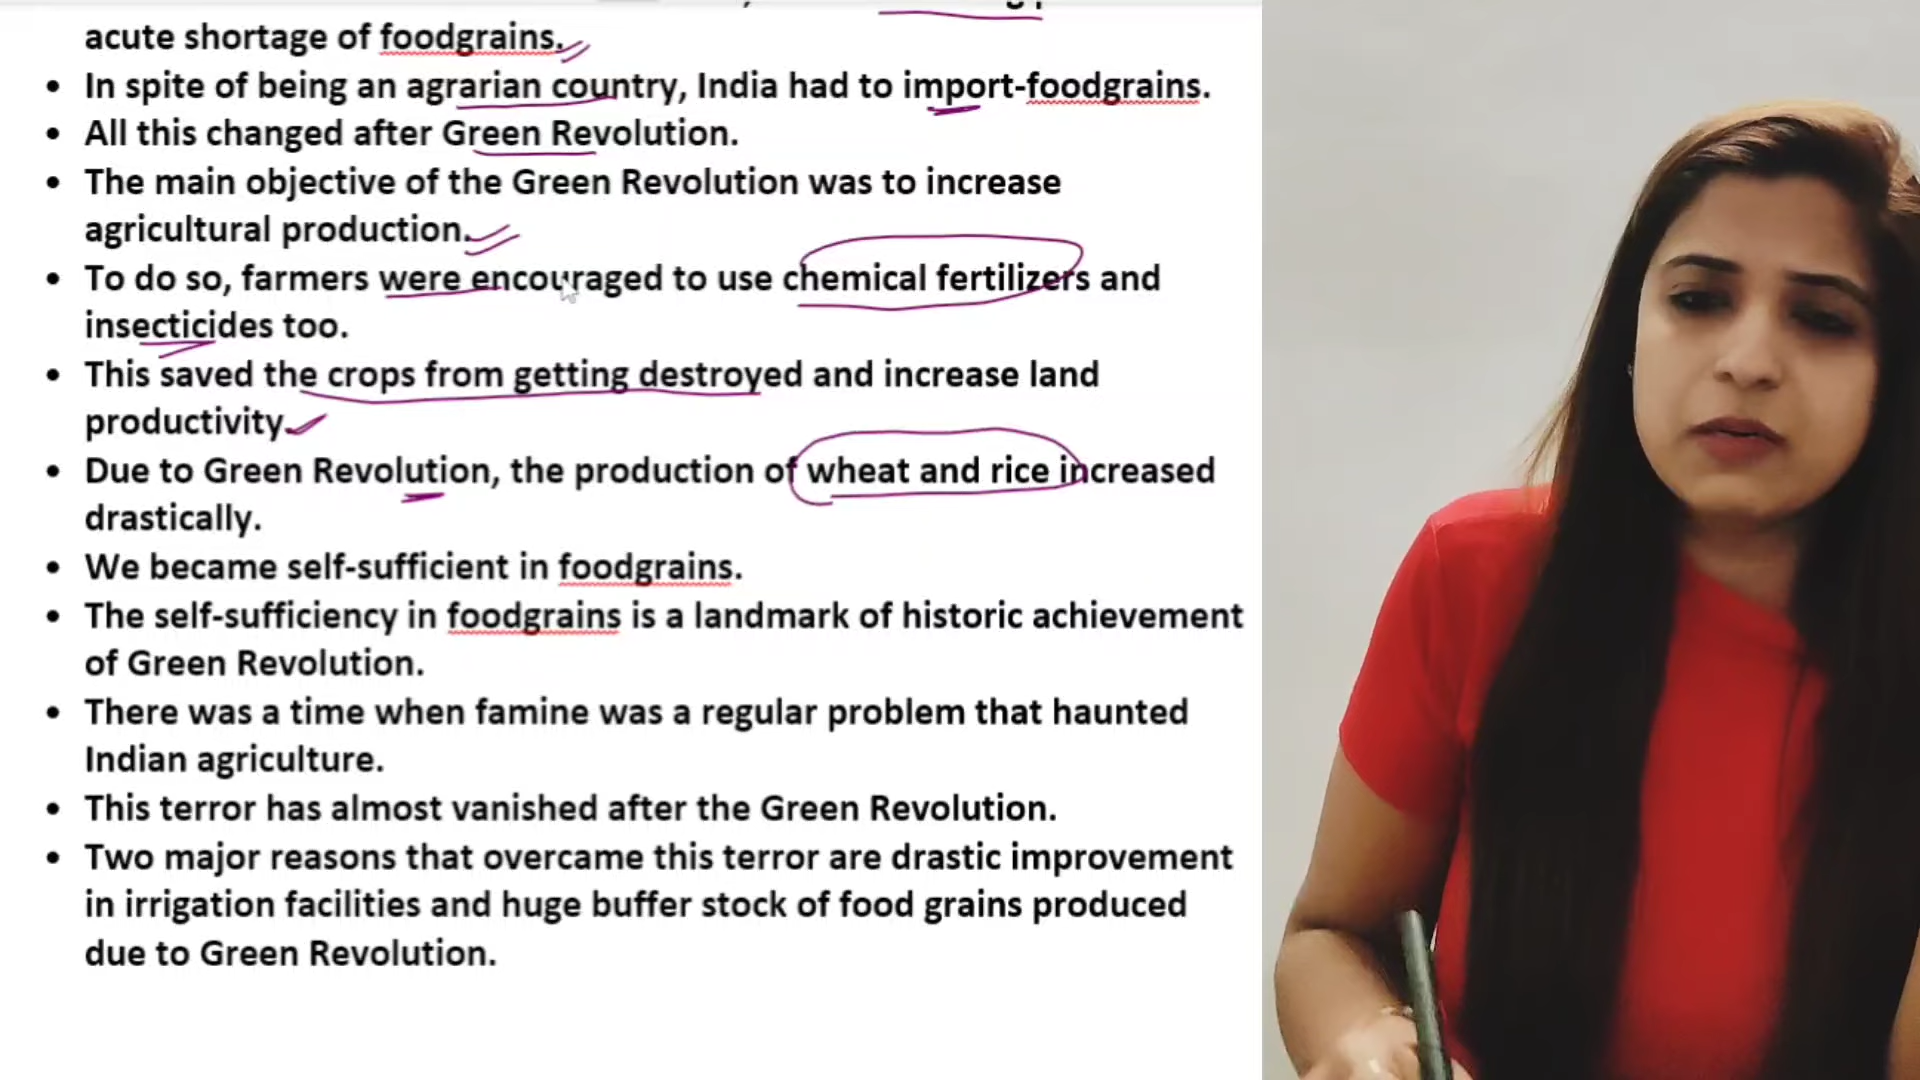 acute shortage of foodgrains.
• In spite of being an agrarian country, India had to import-foodgrains.
• All this changed after Green Revolution.
• The main objective of the Green Revolution was to increase
agricultural production.
• To do so, farmers were encouraged to use chemical fertilizers and
insecticides too.
• This saved the crops from getting destroyed and increase land
productivity.
• Due to Green Revolution, the production of wheat and rice increased
drastically.
• We became self-sufficient in foodgrains.
• The self-sufficiency in foodgrains is a landmark of historic achievement
of Green Revolution.
• There was a time when famine was a regular problem that haunted
Indian agriculture.
• This terror has almost vanished after the Green Revolution.
• Two major reasons that overcame this terror are drastic improvement
in irrigation facilities and huge buffer stock of food grains produced
due to Green Revolution.